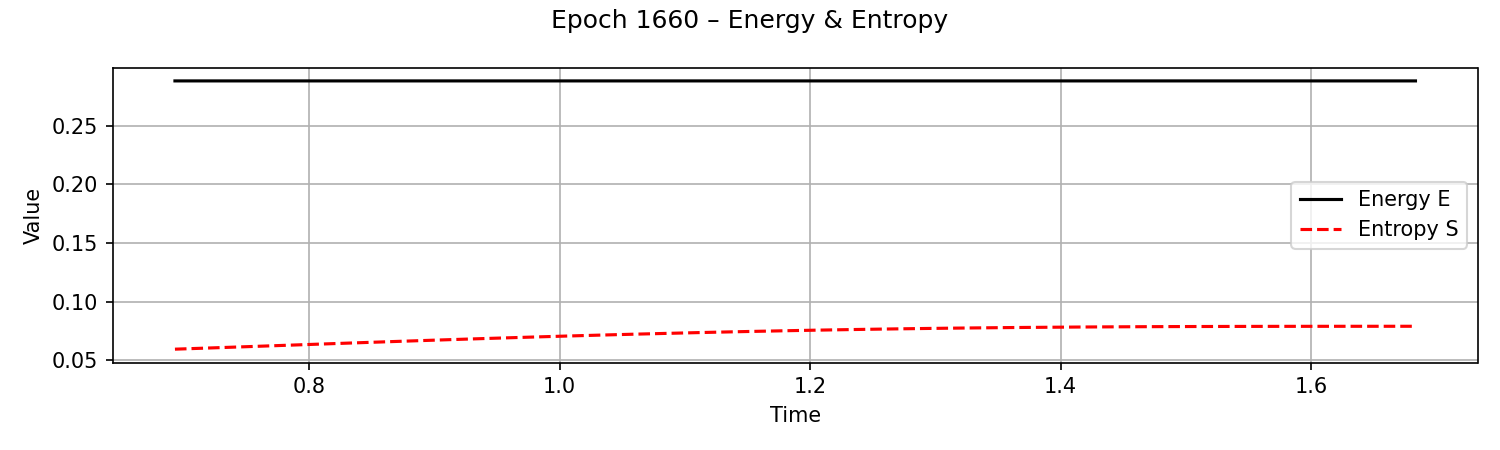 Epoch 1660 – Energy & Entropy
Value
0.25
0.20
0.15
0.10
0.05
Energy E
Entropy S
0.8 1.0 1.2 1.4 1.6
Time